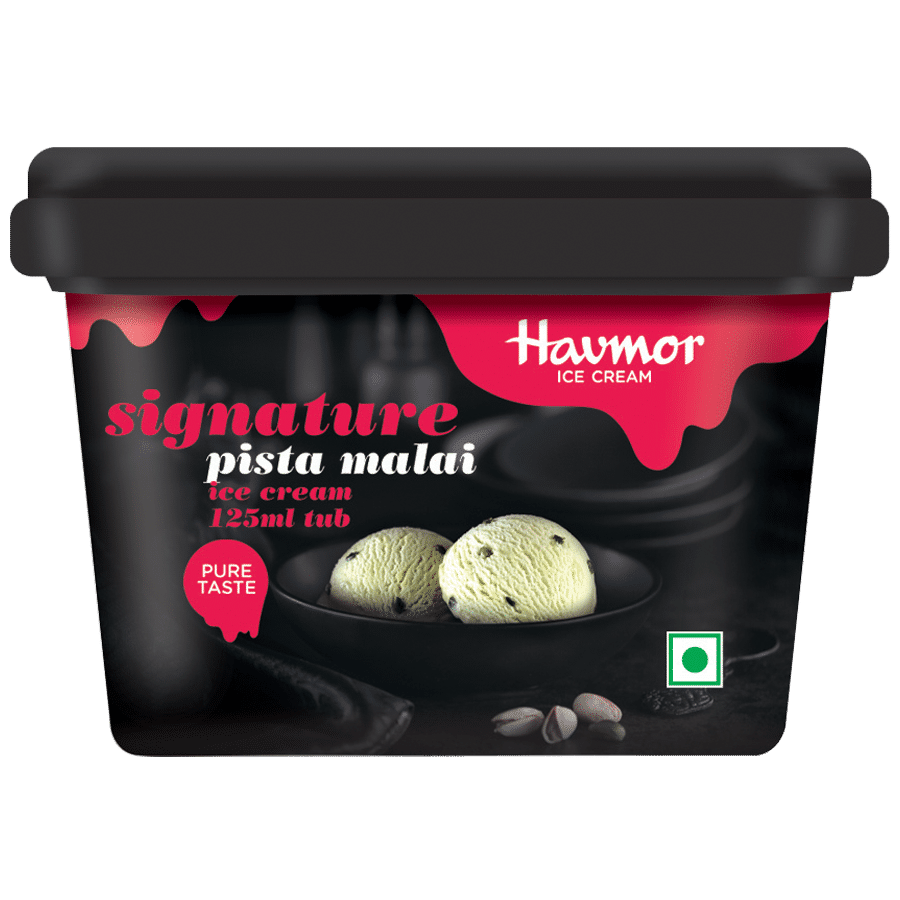 Havmor
ICE CREAM
signature
pista malai
ice cream
125ml tub
PURE
TASTE